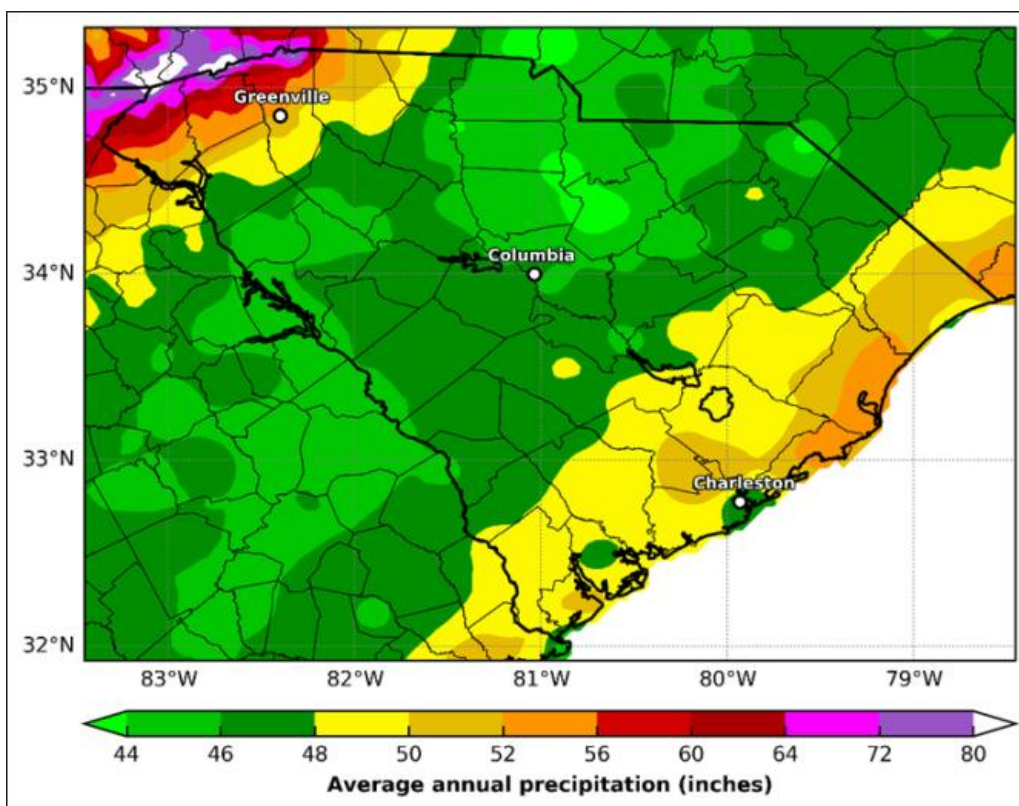 35°N
Greenville
34°N
Columbia
33°N
Charleston
32°N
83°W 82°W 81°W 80°W 79°W
44 46 48 50 52 56 60 64 72 80
Average annual precipitation (inches)